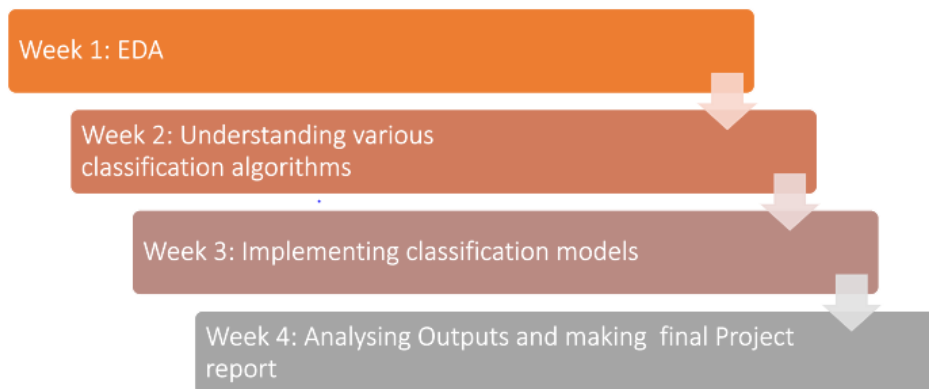 Week 1: EDA
Week 2: Understanding various
classification algorithms
Week 3: Implementing classification models
Week 4: Analysing Outputs and making  final Project
report